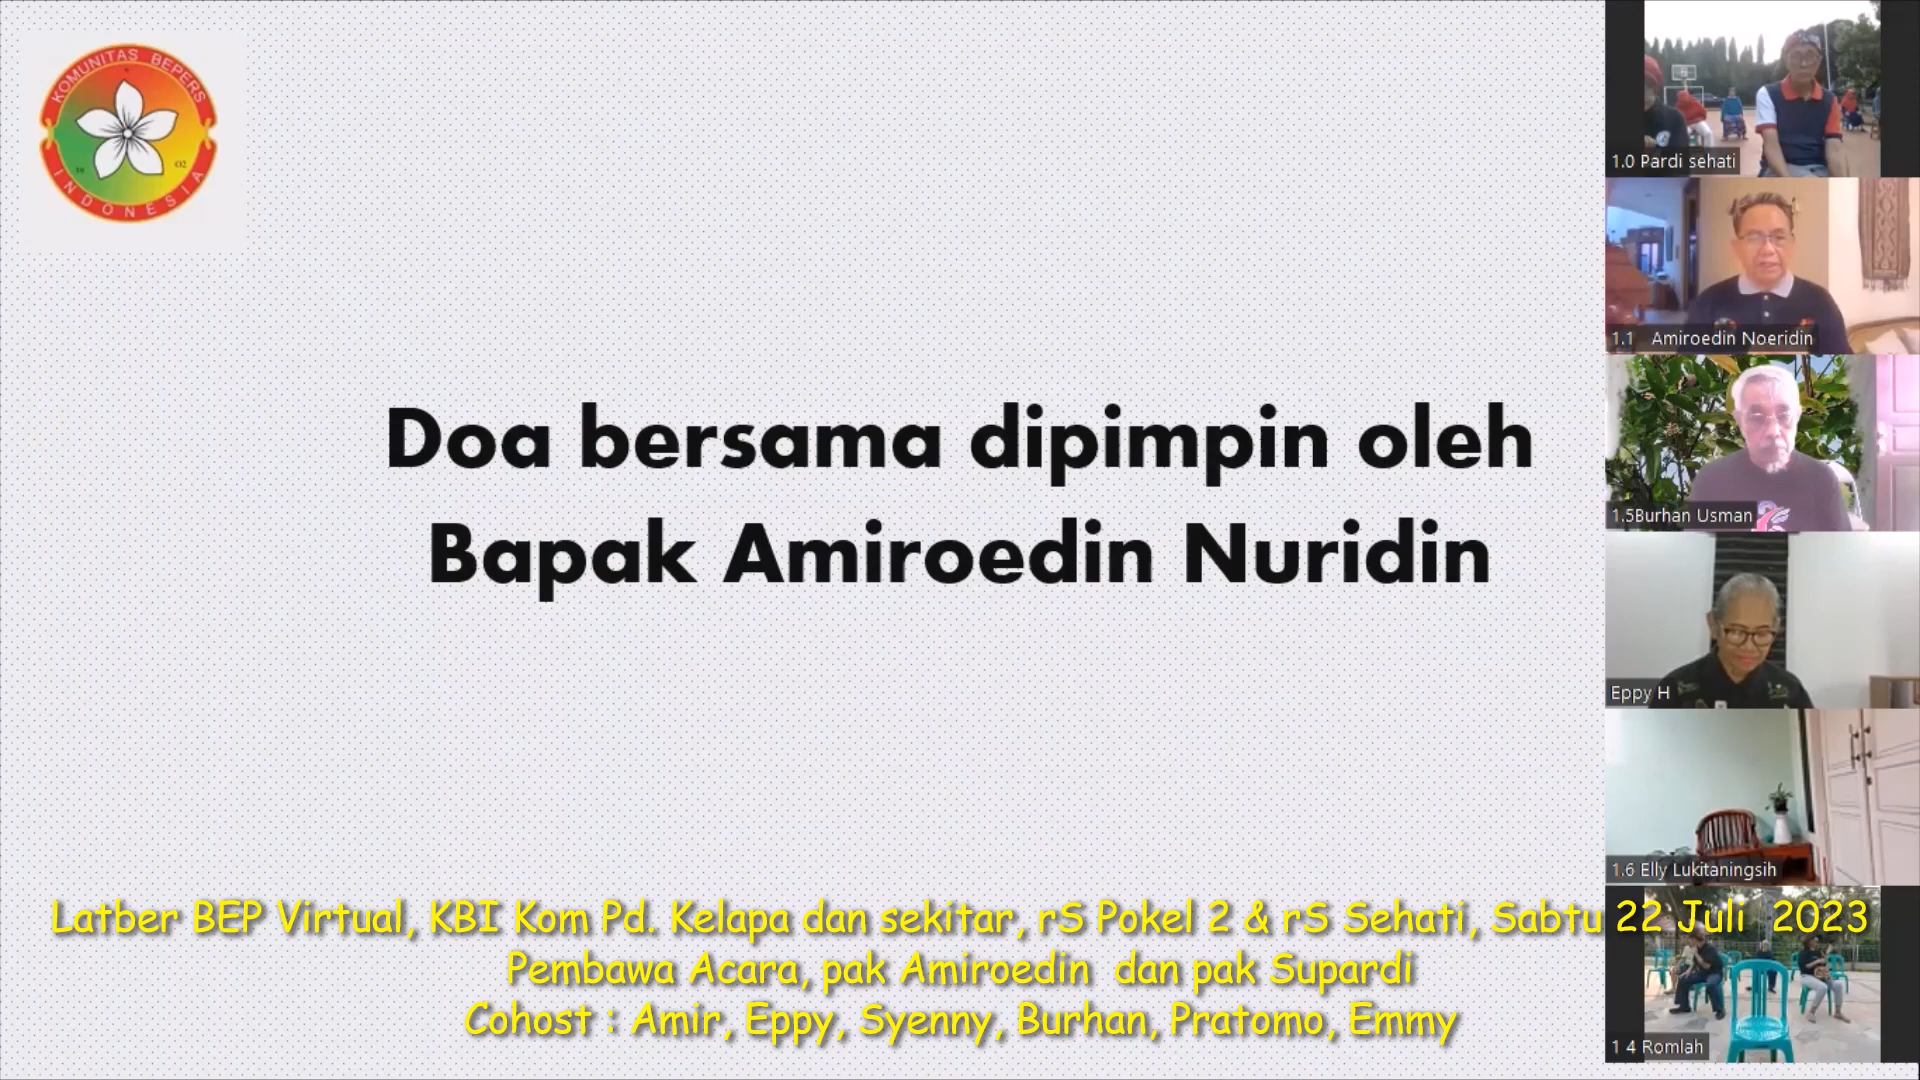 KOMUNITAS BEPERS
INDONESIA
Doa bersama dipimpin oleh
Bapak Amiroedin Nuridin
1.0 Pardi sehati
1.1 Amiroedin Noeridin
1.5Burhan Usman
Eppy H
1.6 Elly Lukitaningsih
Latber BEP Virtual, KBI Kom Pd. Kelapa dan sekitar, rS Pokel 2 & rS Sehati, Sabtu 22 Juli 2023
Pembawa Acara, pak Amiroedin dan pak Supardi
Cohost : Amir, Eppy, Syenny, Burhan, Pratomo, Emmy
1 4 Romlah